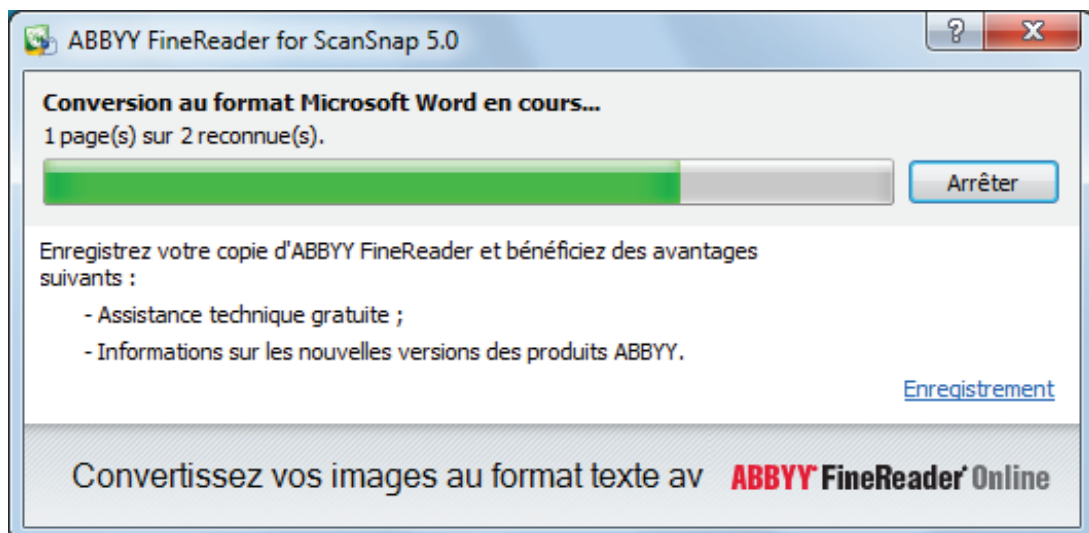 ABBYY FineReader for ScanSnap 5.0
Conversion au format Microsoft Word en cours...
1 page(s) sur 2 reconnue(s).
Arrêter
Enregistrez votre copie d'ABBYY FineReader et bénéficiez des avantages
suivants :
- Assistance technique gratuite ;
- Informations sur les nouvelles versions des produits ABBYY.
Enregistrement
Convertissez vos images au format texte av ABBYY FineReader Online